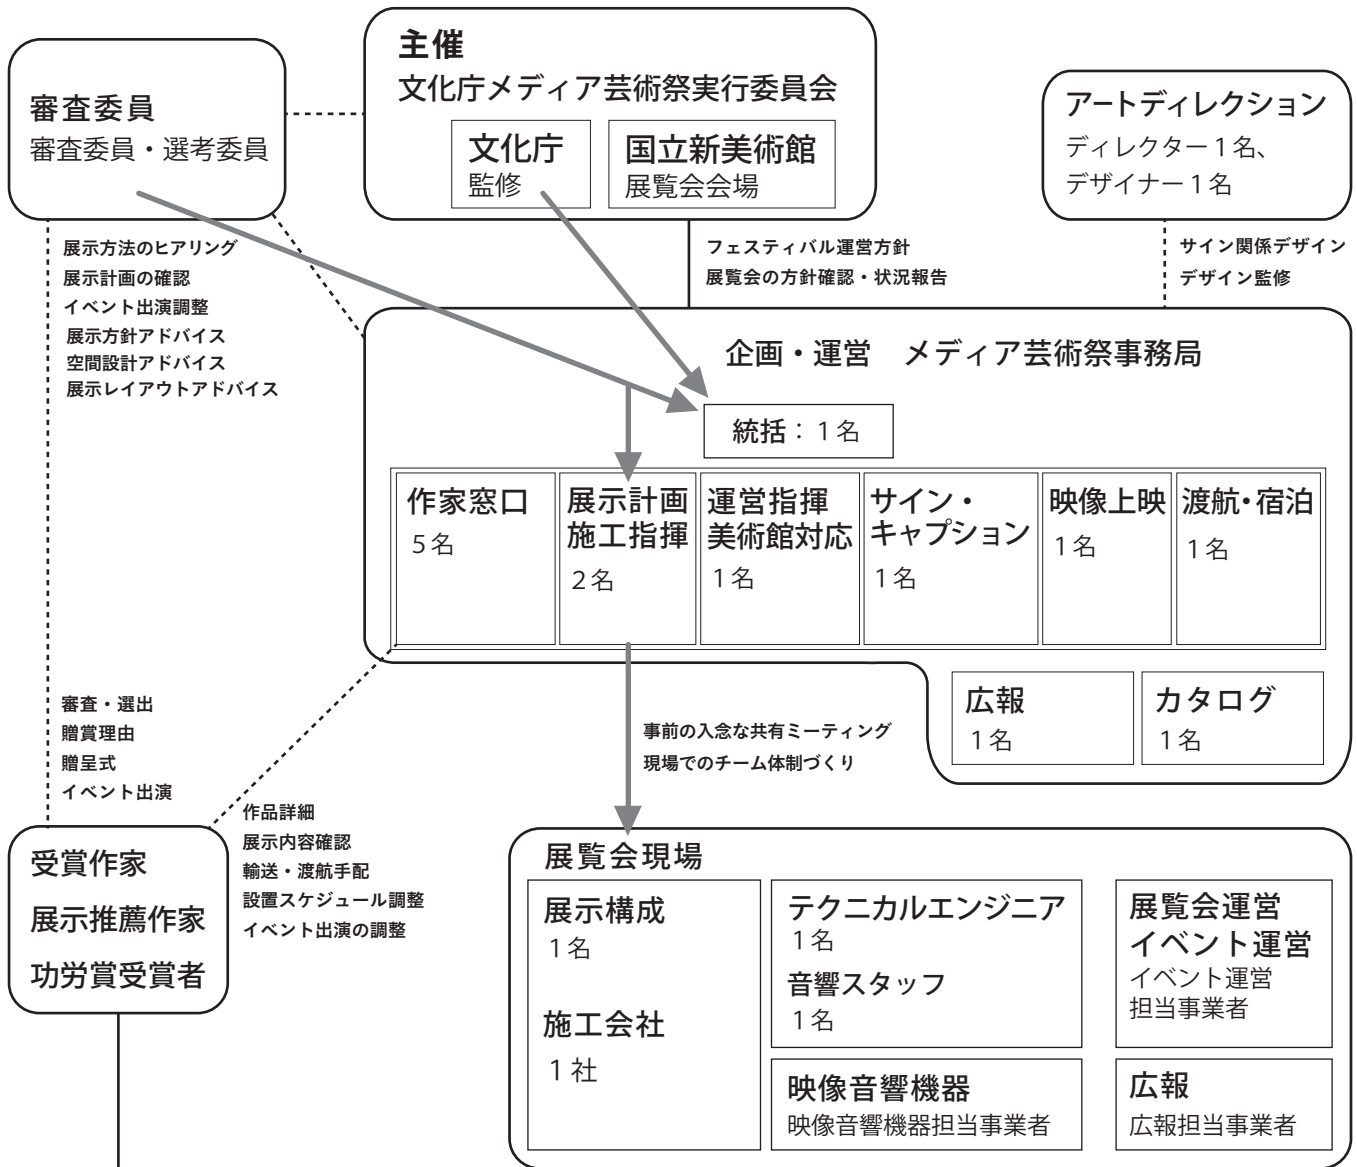 審査委員
審査委員・選考委員
主催
文化庁メディア芸術祭実行委員会
文化庁
監修
国立新美術館
展覧会会場
アートディレクション
ディレクター1名、
デザイナー1名
展示方法のヒアリング
展示計画の確認
イベント出演調整
展示方針アドバイス
空間設計アドバイス
展示レイアウトアドバイス
フェスティバル運営方針
展覧会の方針確認・状況報告
サイン関係デザイン
デザイン監修
企画・運営　メディア芸術祭事務局
統括：1名
作家窓口
5名
展示計画
施工指揮
2名
運営指揮
美術館対応
1名
サイン・
キャプション
1名
映像上映
1名
渡航・宿泊
1名
広報
1名
カタログ
1名
審査・選出
贈賞理由
贈呈式
イベント出演
事前の入念な共有ミーティング
現場でのチーム体制づくり
作品詳細
展示内容確認
輸送・渡航手配
設置スケジュール調整
イベント出演の調整
受賞作家
展示推薦作家
功労賞受賞者
展覧会現場
展示構成
1名
施工会社
1社
テクニカルエンジニア
1名
音響スタッフ
1名
映像音響機器
映像音響機器担当事業者
展覧会運営
イベント運営
イベント運営
担当事業者
広報
広報担当事業者